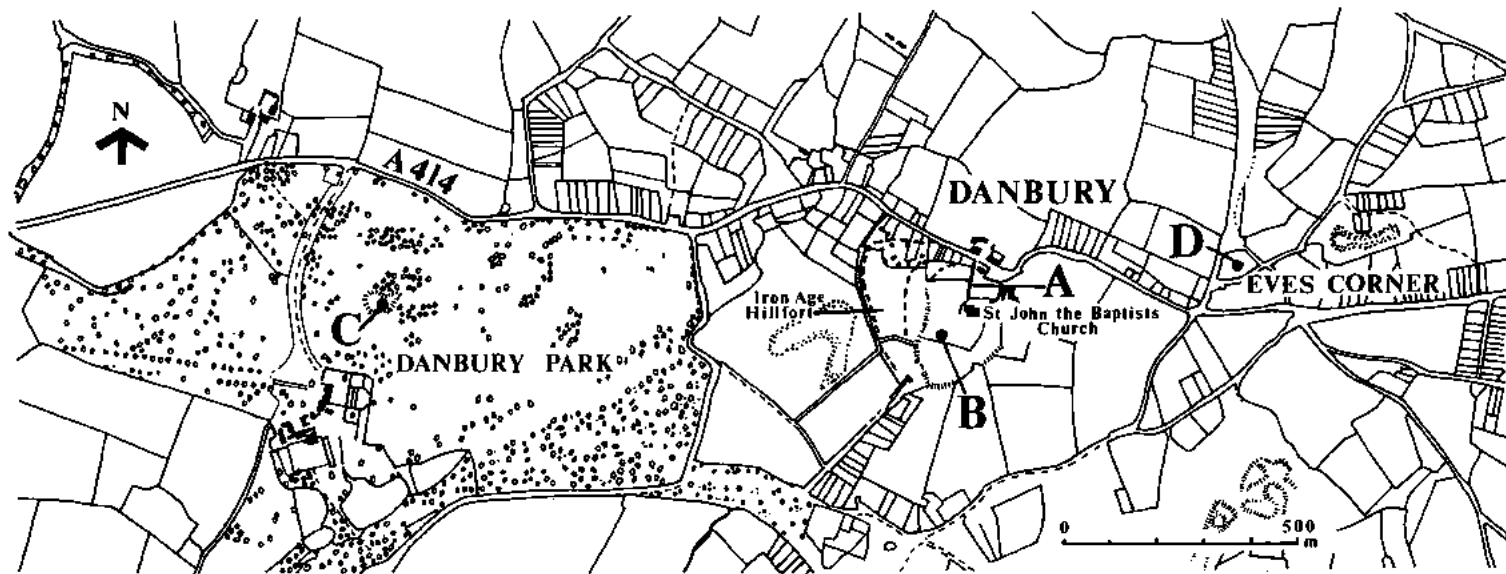 N
A 414
DANBURY
D
EVES CORNER
Iron Age
Hillfort
A
St John the Baptists
Church
C
DANBURY PARK
B
0
500
m